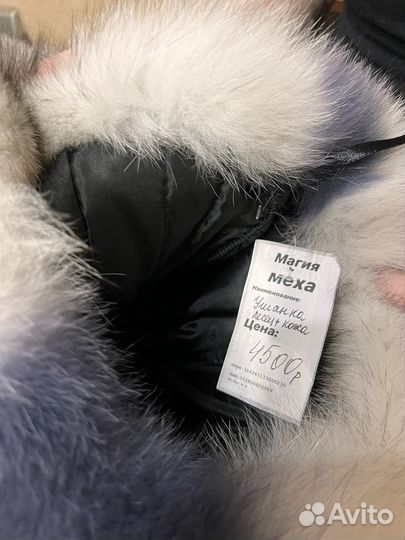 Магия
меха
Наименование:
Ушанка
песец+ кожа
Цена:
4500р
Avito